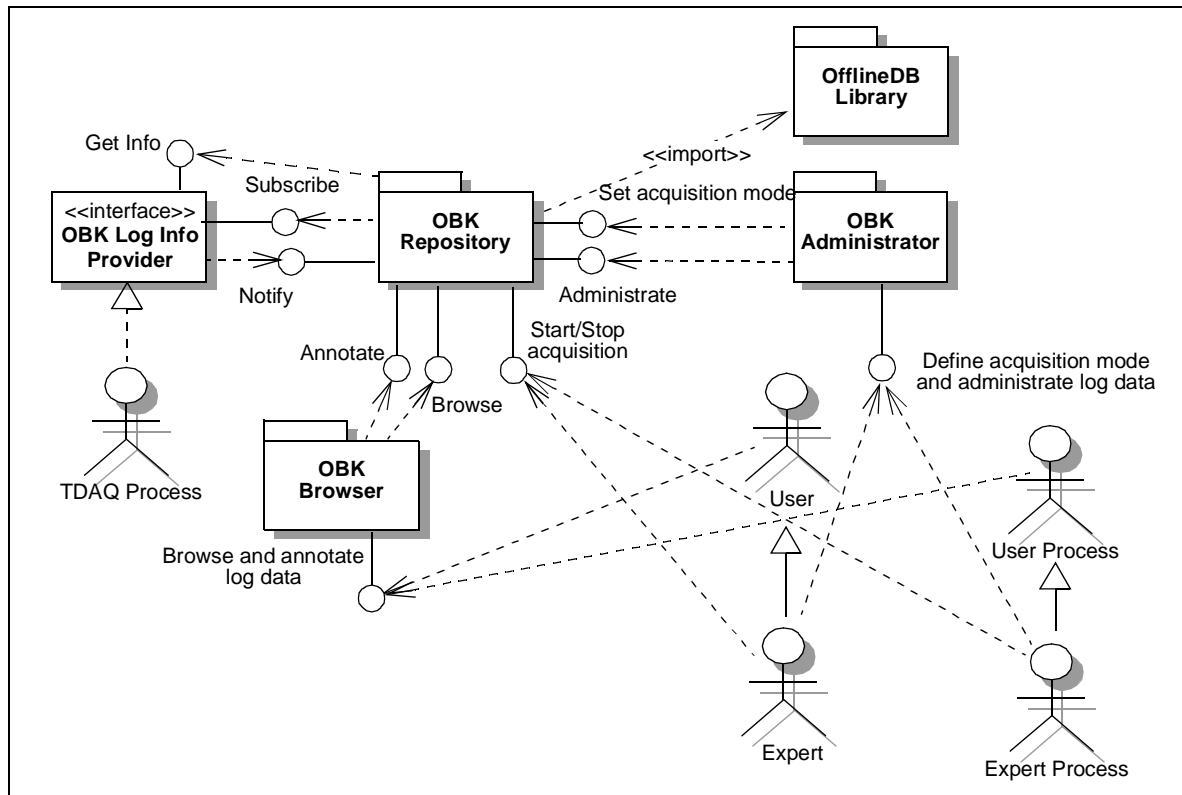 OfflineDB
Library
Get Info
<<import>>
Subscribe
Set acquisition mode
<<interface>>
OBK Log Info
Provider
OBK
Repository
OBK
Administrator
Notify
Administrate
Annotate
Start/Stop
acquisition
Define acquisition mode
and administrate log data
Browse
OBK
Browser
TDAQ Process
User
User Process
Browse and annotate
log data
Expert
Expert Process